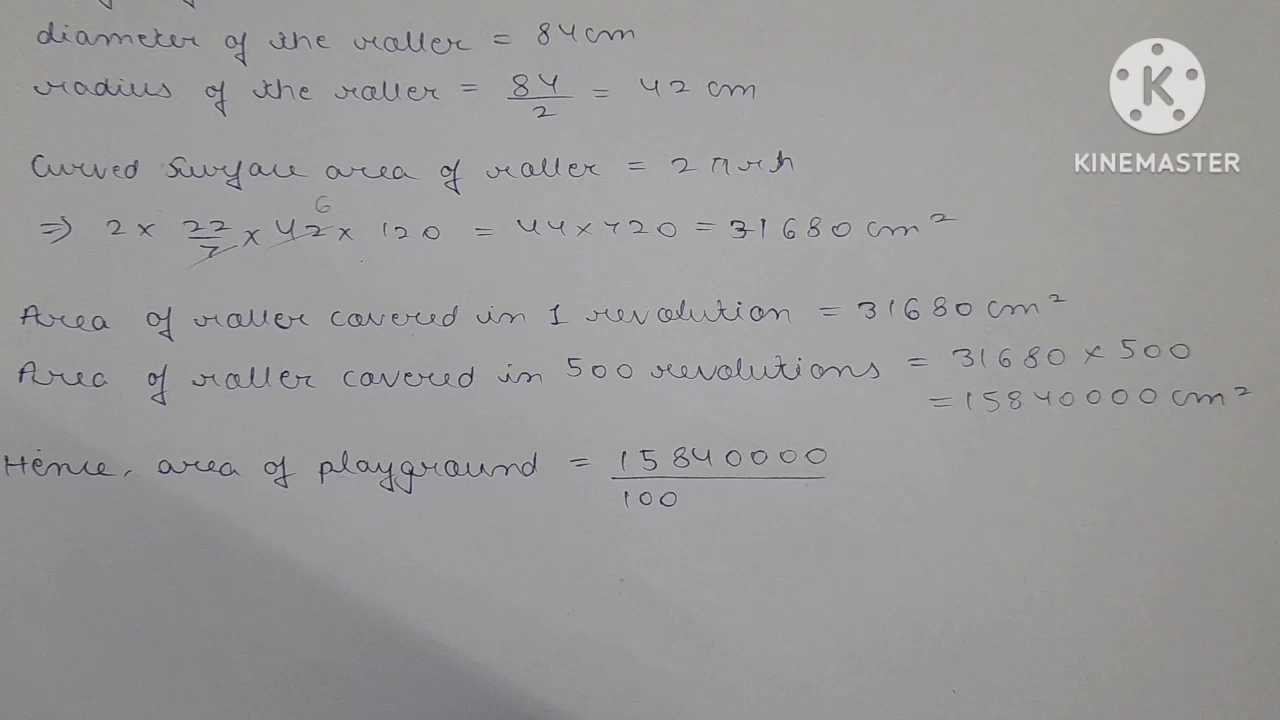 diameter of the roller = 84cm
radius of the roller = 84/2 = 42 cm
Curved Surface area of roller = 2πrh
⇒ 2 × 22/7 × 42 6 × 120 = 44 × 720 = 31680 cm²
Area of roller covered in 1 revolution = 31680 cm²
Area of roller covered in 500 revolutions = 31680 × 500
= 15840000 cm²
Hence, area of playground = 15840000/100
KINEMASTER